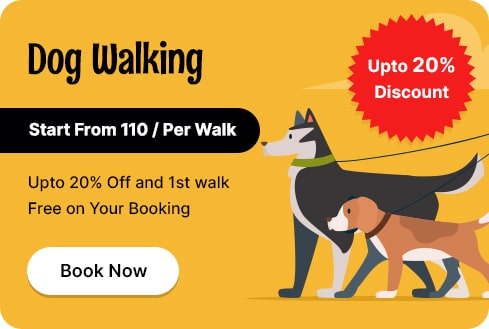 Dog Walking
Upto 20%
Discount
Start From 110 / Per Walk
Upto 20% Off and 1st walk
Free on Your Booking
Book Now